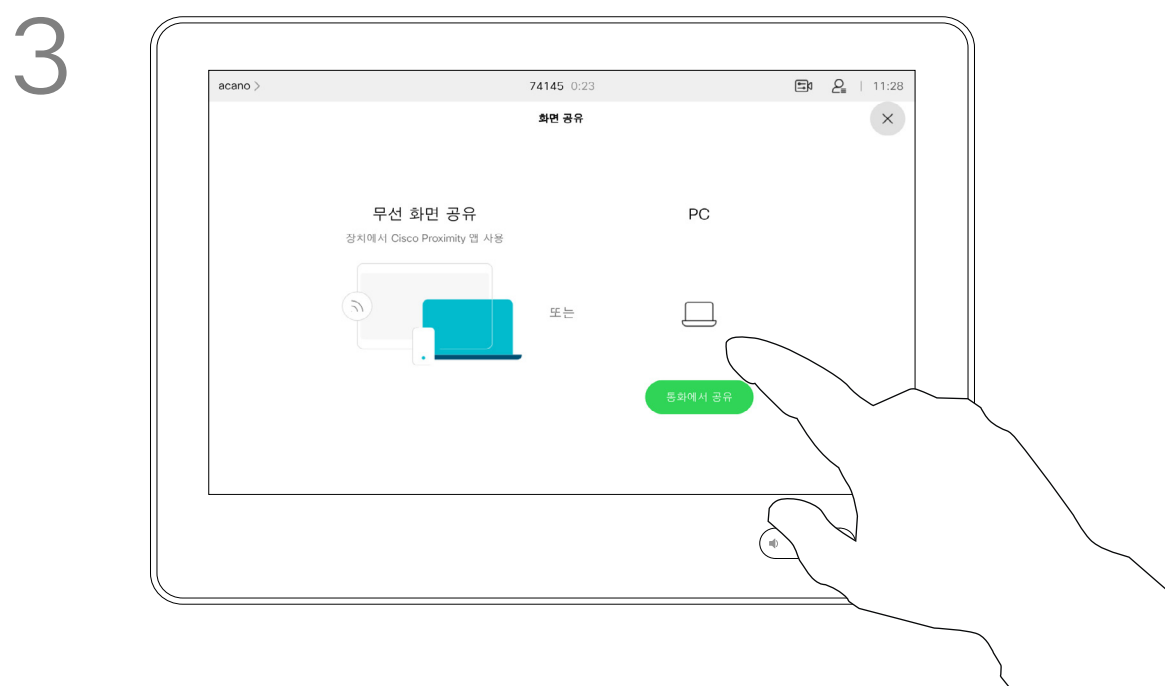 3
acano >
74145 0:23
11:28
화면 공유
무선 화면 공유
장치에서 Cisco Proximity 앱 사용
또는
PC
통화에서 공유